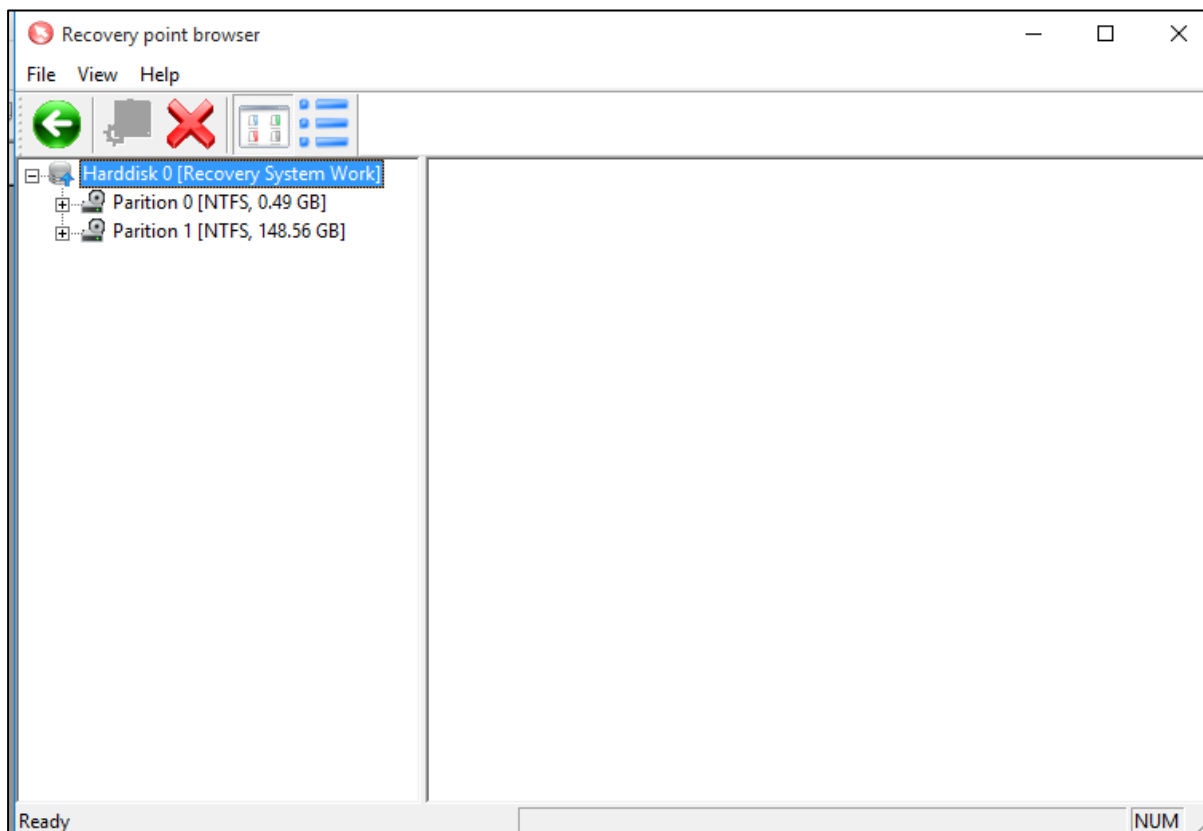 Recovery point browser
File View Help
Harddisk 0 [Recovery System Work]
Parition 0 [NTFS, 0.49 GB]
Parition 1 [NTFS, 148.56 GB]
Ready NUM